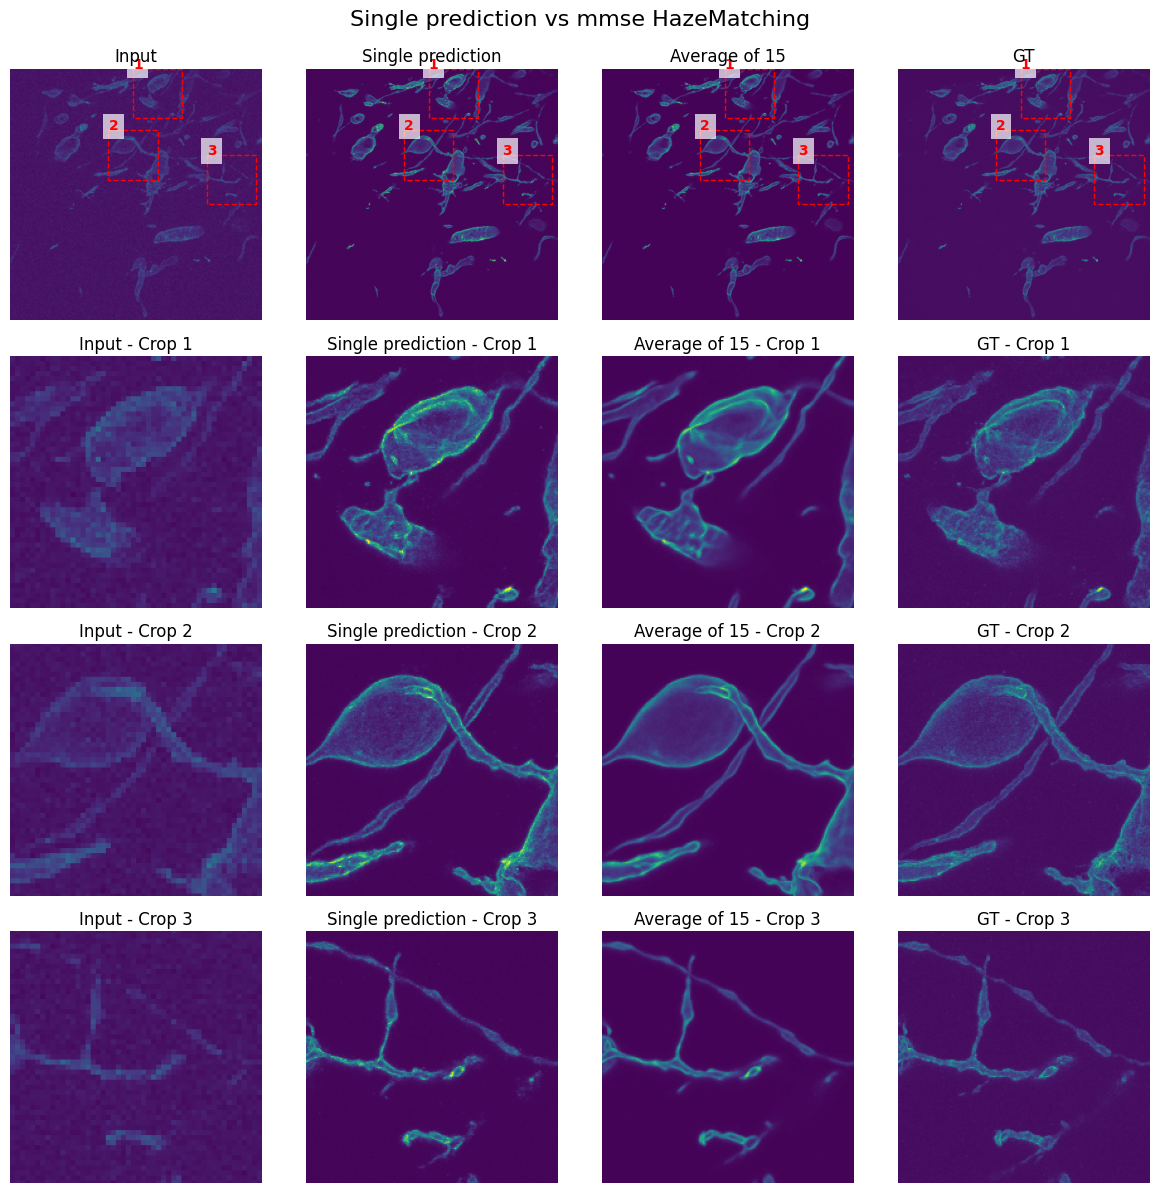 Single prediction vs mmse HazeMatching
Input
Single prediction
Average of 15
GT
1
1
1
1
2
2
2
2
3
3
3
3
Input - Crop 1
Single prediction - Crop 1
Average of 15 - Crop 1
GT - Crop 1
Input - Crop 2
Single prediction - Crop 2
Average of 15 - Crop 2
GT - Crop 2
Input - Crop 3
Single prediction - Crop 3
Average of 15 - Crop 3
GT - Crop 3